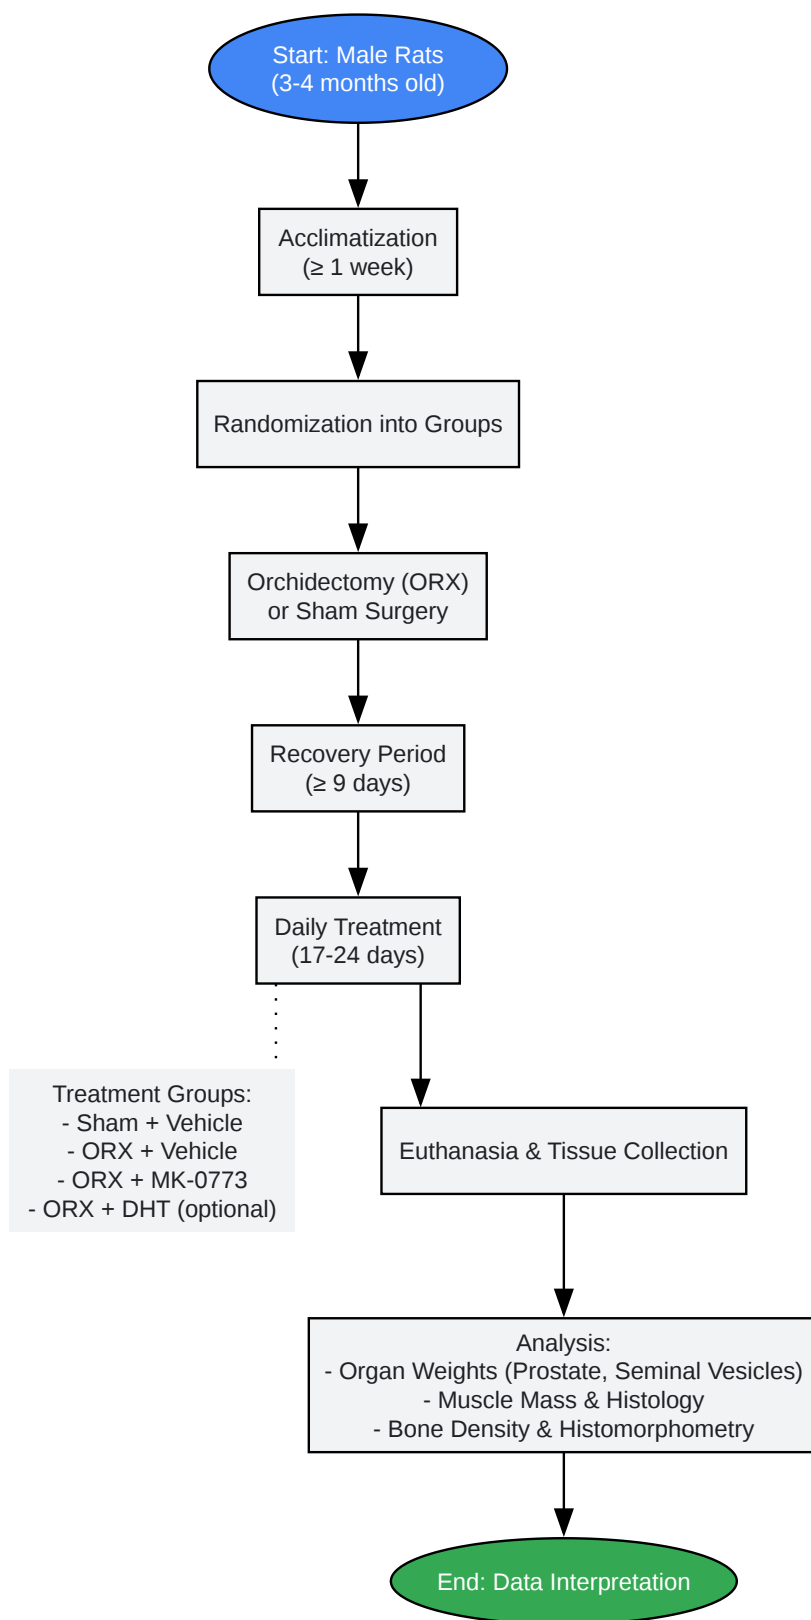 Start: Male Rats
(3-4 months old)
Acclimatization
(≥ 1 week)
Randomization into Groups
Orchidectomy (ORX)
or Sham Surgery
Recovery Period
(≥ 9 days)
Daily Treatment
(17-24 days)
Treatment Groups:
- Sham + Vehicle
- ORX + Vehicle
- ORX + MK-0773
- ORX + DHT (optional)
Euthanasia & Tissue Collection
Analysis:
- Organ Weights (Prostate, Seminal Vesicles)
- Muscle Mass & Histology
- Bone Density & Histomorphometry
End: Data Interpretation